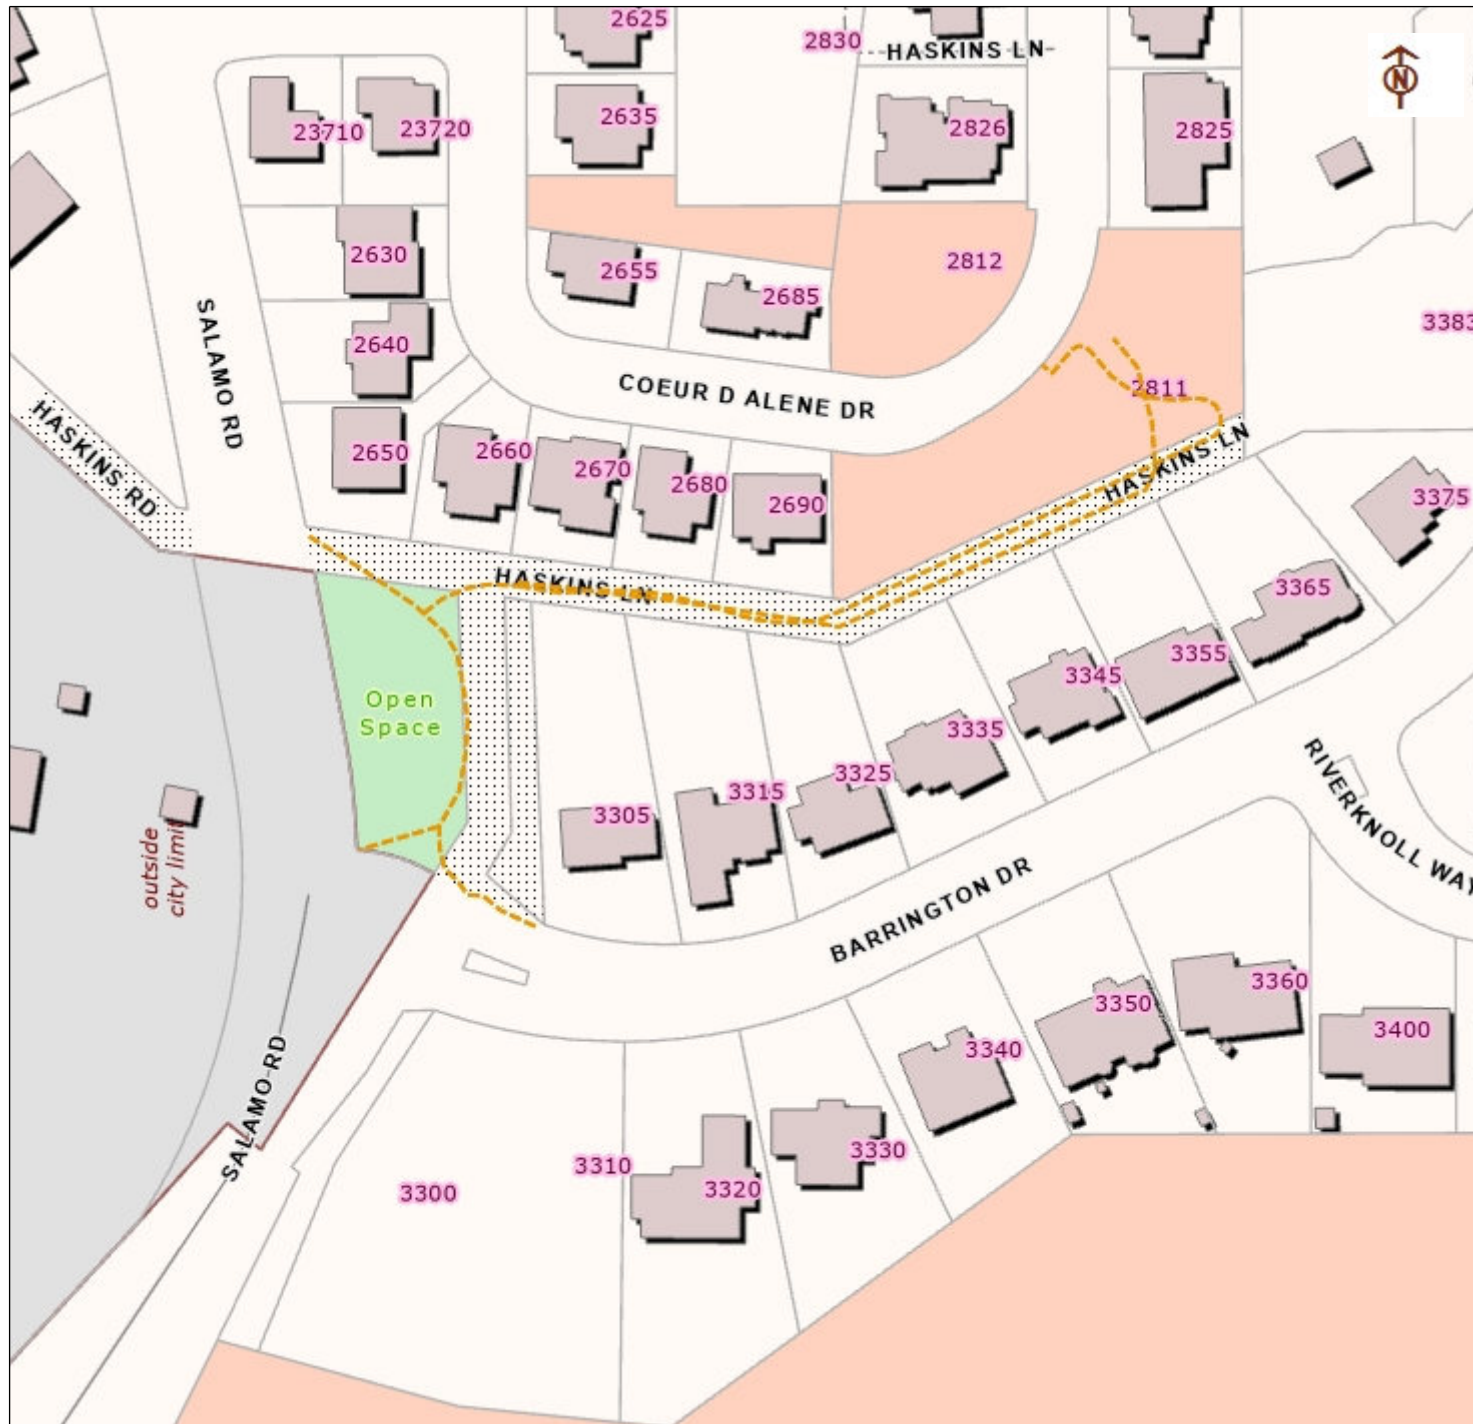 2625
2830
HASKINS LN
N
23710
23720
2635
2826
2825
2630
2655
2812
2685
2640
3383
SALAMO RD
COEUR D ALENE DR
2811
HASKINS RD
2650
2660
2670
2680
2690
HASKINS LN
3375
HASKINS LN
3365
Open
Space
3355
3345
3335
3325
3315
3305
RIVERKNOLL WAY
outside
city limit
BARRINGTON DR
3360
3350
3400
3340
SALAMO RD
3330
3310
3320
3300